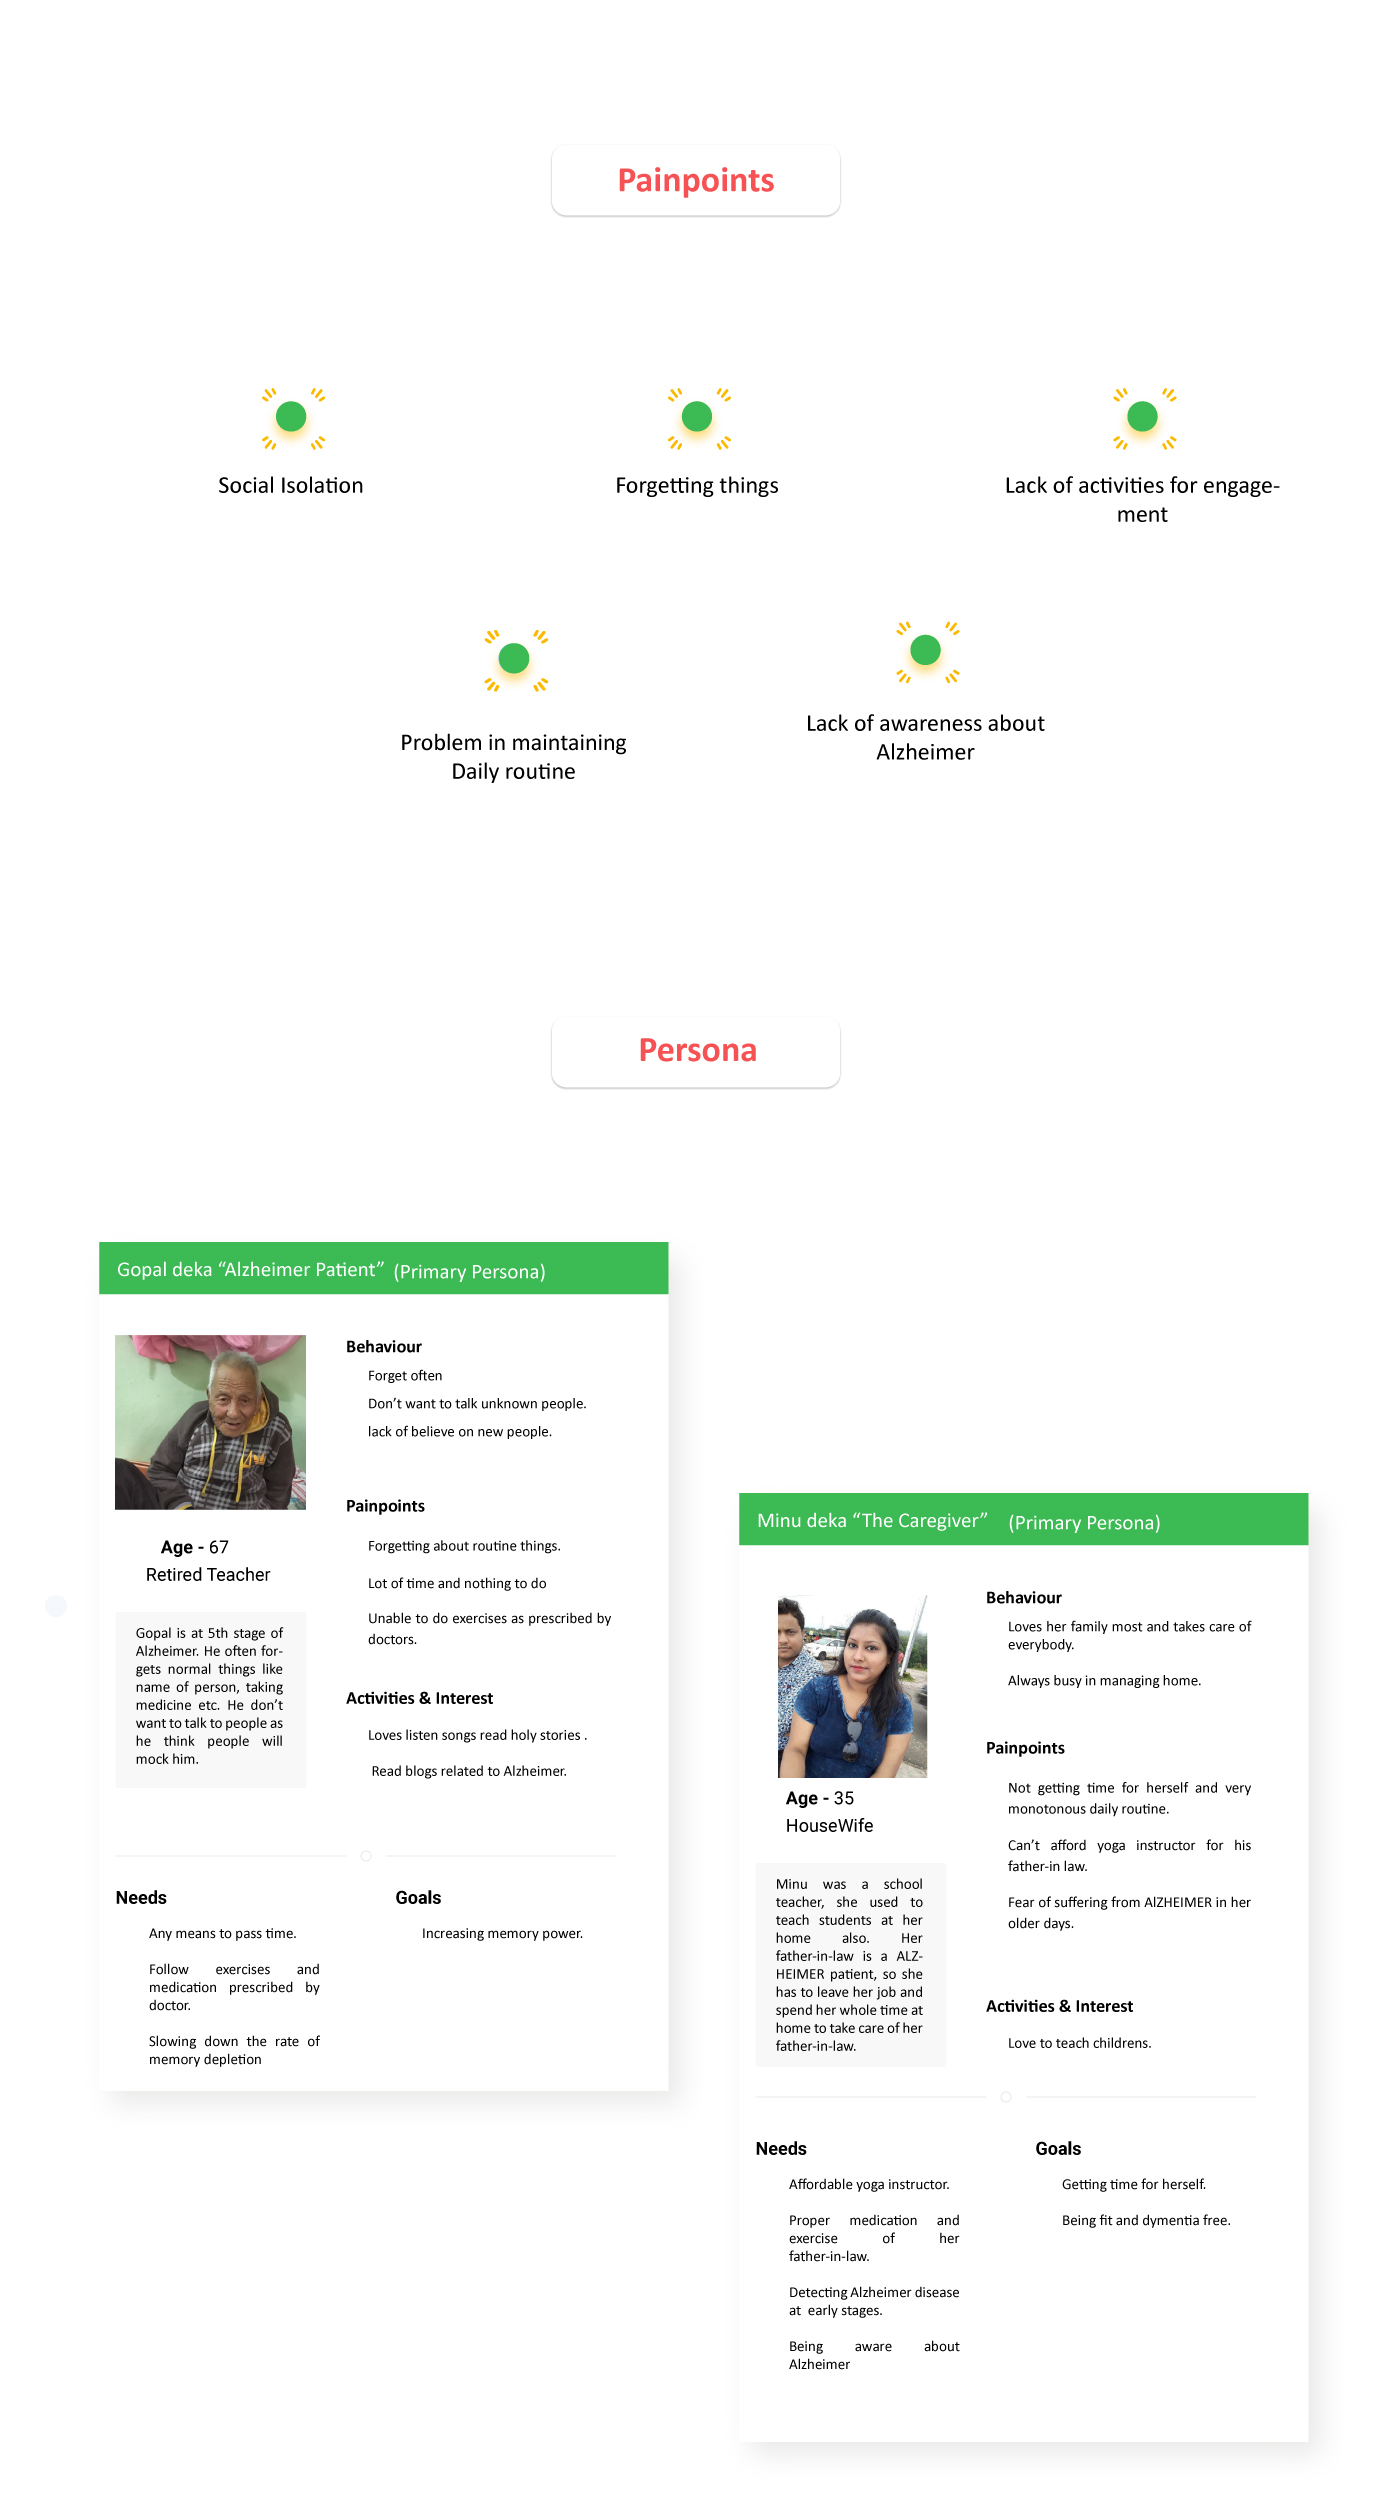 Painpoints
Social Isolation
Forgetting things
Lack of activities for engage-
ment
Problem in maintaining
Daily routine
Lack of awareness about
Alzheimer
Persona
Gopal deka “Alzheimer Patient” (Primary Persona)
Age - 67
Retired Teacher
Gopal is at 5th stage of
Alzheimer. He often for-
gets normal things like
name of person, taking
medicine etc. He don’t
want to talk to people as
he think people will
mock him.
Behaviour
Forget often
Don’t want to talk unknown people.
lack of believe on new people.
Painpoints
Forgetting about routine things.
Lot of time and nothing to do
Unable to do exercises as prescribed by
doctors.
Activities & Interest
Loves listen songs read holy stories .
Read blogs related to Alzheimer.
Needs
Any means to pass time.
Follow exercises and
medication prescribed by
doctor.
Slowing down the rate of
memory depletion
Goals
Increasing memory power.
Minu deka “The Caregiver” (Primary Persona)
Age - 35
HouseWife
Minu was a school
teacher, she used to
teach students at her
home also. Her
father-in-law is a ALZ-
HEIMER patient, so she
has to leave her job and
spend her whole time at
home to take care of her
father-in-law.
Behaviour
Loves her family most and takes care of
everybody.
Always busy in managing home.
Painpoints
Not getting time for herself and very
monotonous daily routine.
Can’t afford yoga instructor for his
father-in law.
Fear of suffering from AlZHEIMER in her
older days.
Activities & Interest
Love to teach childrens.
Needs
Affordable yoga instructor.
Proper medication and
exercise of her
father-in-law.
Detecting Alzheimer disease
at early stages.
Being aware about
Alzheimer
Goals
Getting time for herself.
Being fit and dymentia free.